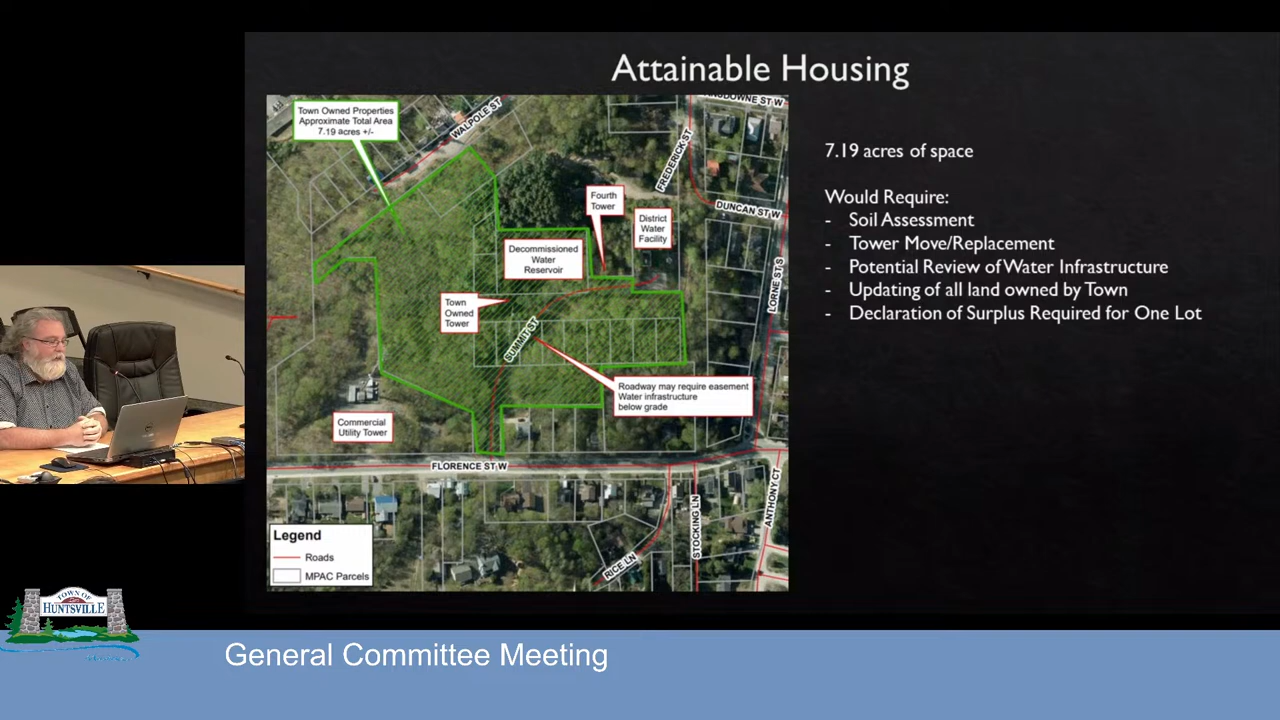 Attainable Housing
Town Owned Properties
Approximate Total Area
7.19 acres +/-
WALPOLE ST
FREDERICK ST
DUNCAN ST W
LORNE ST S
Fourth
Tower
District
Water
Facility
Decommissioned
Water
Reservoir
Town
Owned
Tower
SUMMIT ST
Roadway may require easement
Water infrastructure
below grade
Commercial
Utility Tower
FLORENCE ST W
RICE LN
STOCKING LN
ANTHONY CT
Legend
Roads
MPAC Parcels
7.19 acres of space
Would Require:
- Soil Assessment
- Tower Move/Replacement
- Potential Review of Water Infrastructure
- Updating of all land owned by Town
- Declaration of Surplus Required for One Lot
TOWN OF
HUNTSVILLE
General Committee Meeting